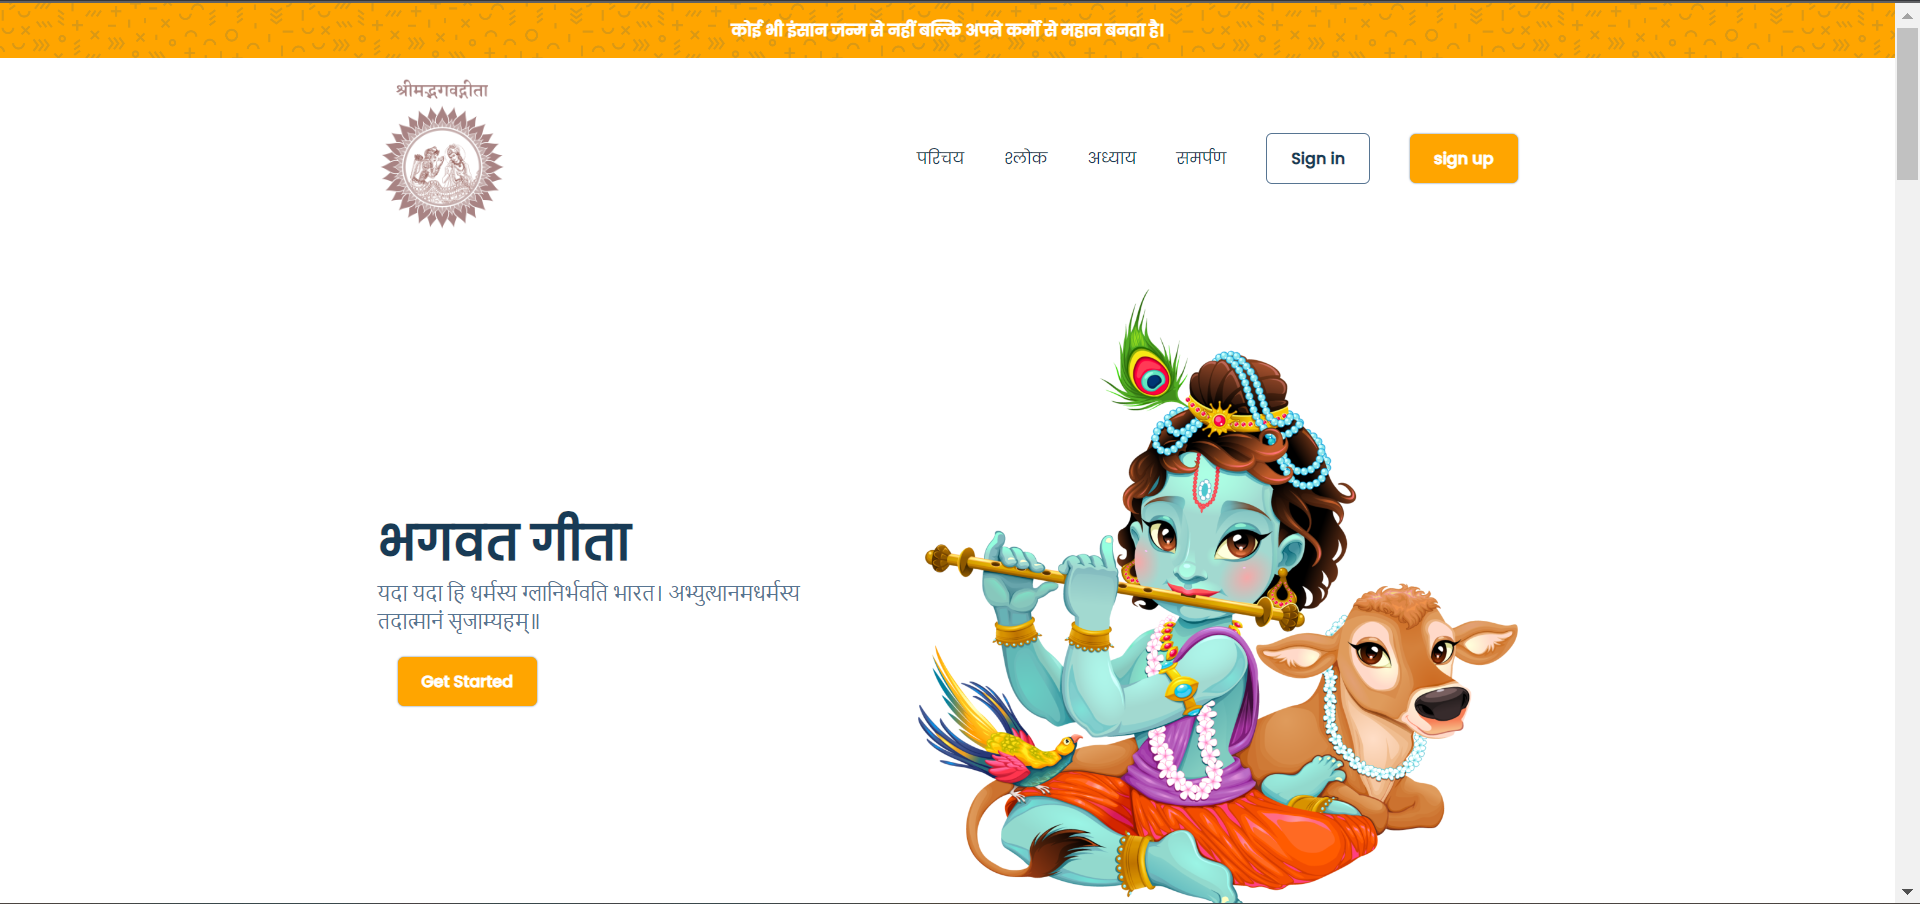 कोई भी इंसान जन्म से नहीं बल्कि अपने कर्मों से महान बनता है।
श्रीमद्भगवद्गीता
परिचय
श्लोक
अध्याय
समर्पण
Sign in
sign up
भगवत गीता
यदा यदा हि धर्मस्य ग्लानिर्भवति भारत। अभ्युत्थानमधर्मस्य
तदात्मानं सृजाम्यहम्॥
Get Started